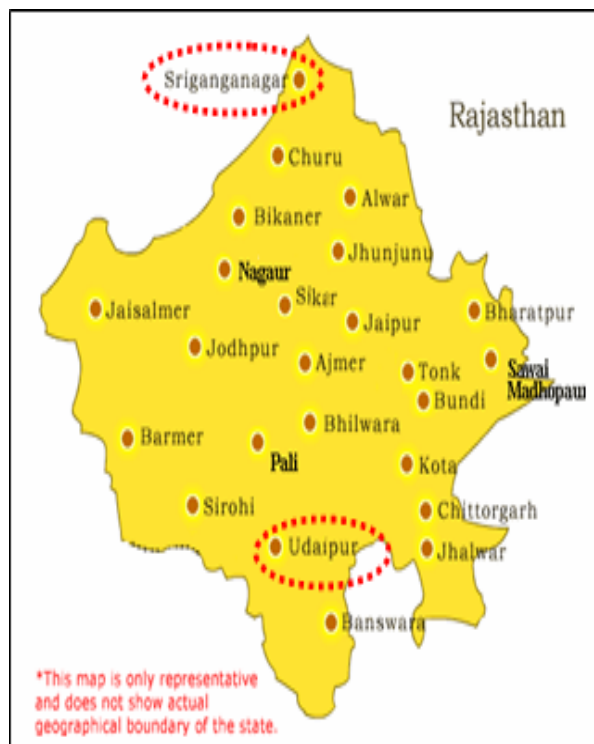 Sriganganagar
Rajasthan
Churu
Alwar
Bikaner
Jhunjunu
Nagaur
Sikar
Jaisalmer
Jaipur
Bharatpur
Jodhpur
Ajmer
Tonk
Sawai
Madhopaur
Bundi
Bhilwara
Barmer
Pali
Kota
Sirohi
Chittorgarh
Udaipur
Jhalwar
Banswara
*This map is only representative
and does not show actual
geographical boundary of the state.